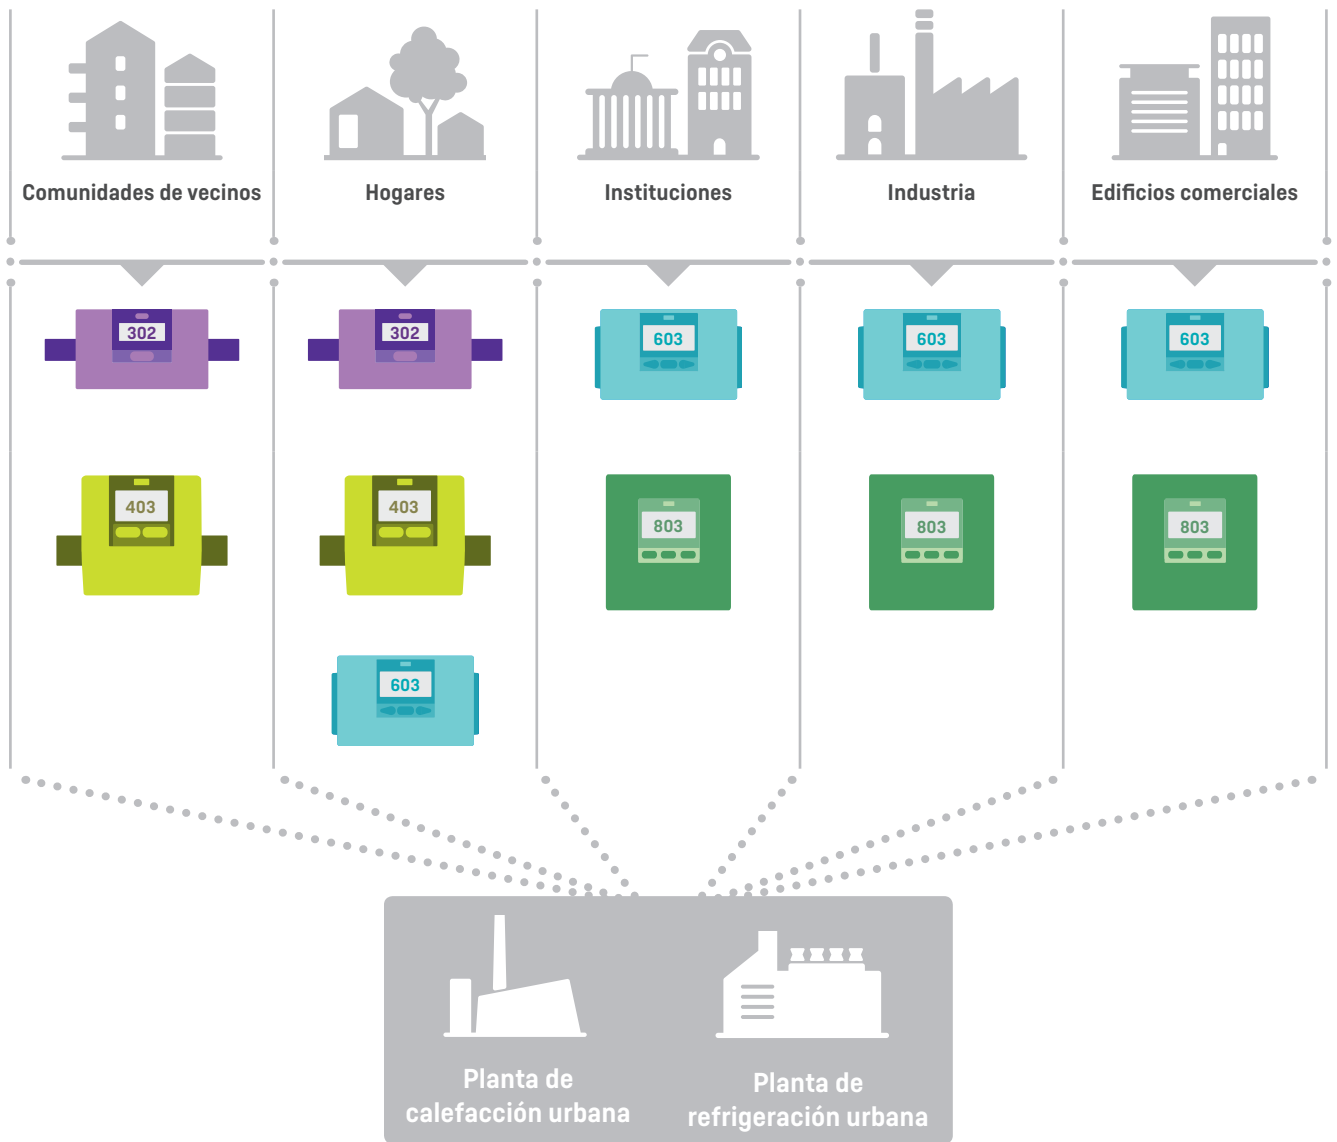 Comunidades de vecinos
Hogares
Instituciones
Industria
Edificios comerciales
302
302
603
603
603
403
403
803
803
803
603
Planta de
calefacción urbana
Planta de
refrigeración urbana